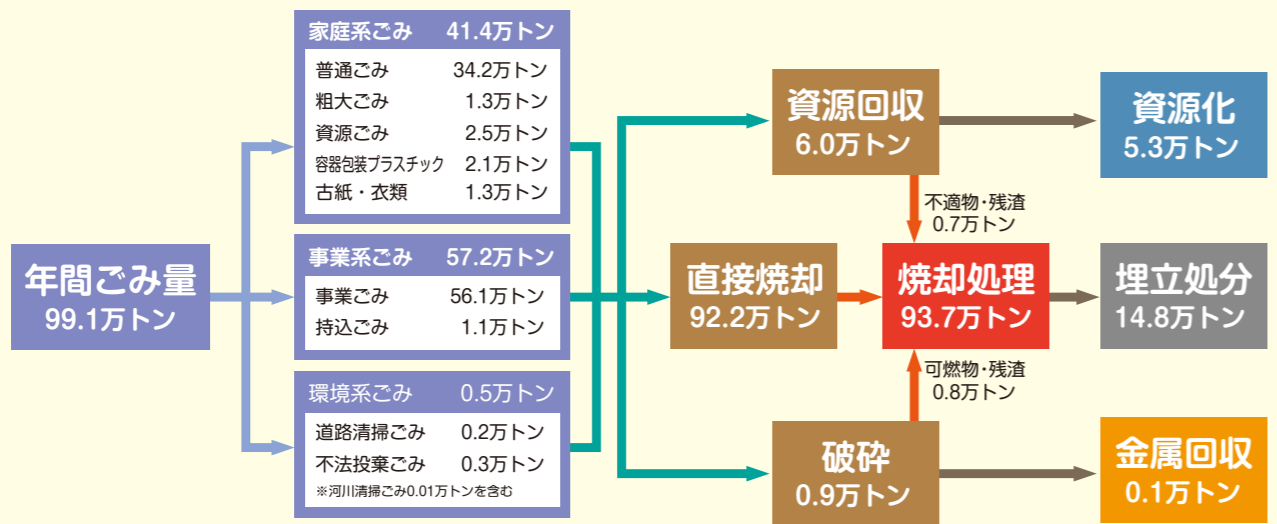 年間ごみ量
99.1万トン
家庭系ごみ 41.4万トン
普通ごみ 34.2万トン
粗大ごみ 1.3万トン
資源ごみ 2.5万トン
容器包装プラスチック 2.1万トン
古紙・衣類 1.3万トン
事業系ごみ 57.2万トン
事業ごみ 56.1万トン
持込ごみ 1.1万トン
環境系ごみ 0.5万トン
道路清掃ごみ 0.2万トン
不法投棄ごみ 0.3万トン
※河川清掃ごみ0.01万トンを含む
資源回収
6.0万トン
資源化
5.3万トン
不適物・残渣
0.7万トン
直接焼却
92.2万トン
焼却処理
93.7万トン
埋立処分
14.8万トン
可燃物・残渣
0.8万トン
破砕
0.9万トン
金属回収
0.1万トン